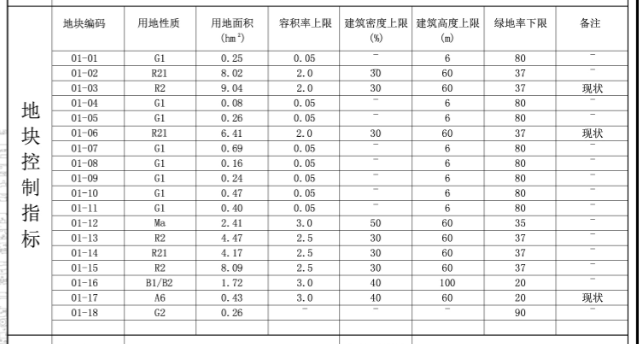 地块控制指标
地块编码 用地性质 用地面积 容积率上限 建筑密度上限 建筑高度上限 绿地率下限 备注
(hm²) (%) (m)
01-01 G1 0.25 0.05 — 6 80 —
01-02 R21 8.02 2.0 30 60 37 —
01-03 R2 9.04 2.0 30 60 37 现状
01-04 G1 0.08 0.05 — 6 80 —
01-05 G1 0.26 0.05 — 6 80 —
01-06 R21 6.41 2.0 30 60 37 现状
01-07 G1 0.69 0.05 — 6 80 —
01-08 G1 0.16 0.05 — 6 80 —
01-09 G1 0.24 0.05 — 6 80 —
01-10 G1 0.47 0.05 — 6 80 —
01-11 G1 0.40 0.05 — 6 80 —
01-12 Ma 2.41 3.0 50 60 35 —
01-13 R2 4.47 2.5 30 60 37 —
01-14 R21 4.17 2.5 30 60 37 —
01-15 R2 8.09 2.5 30 60 37 —
01-16 B1/B2 1.72 3.0 40 100 20 —
01-17 A6 0.43 3.0 40 60 20 现状
01-18 G2 0.26 — — — 90 —